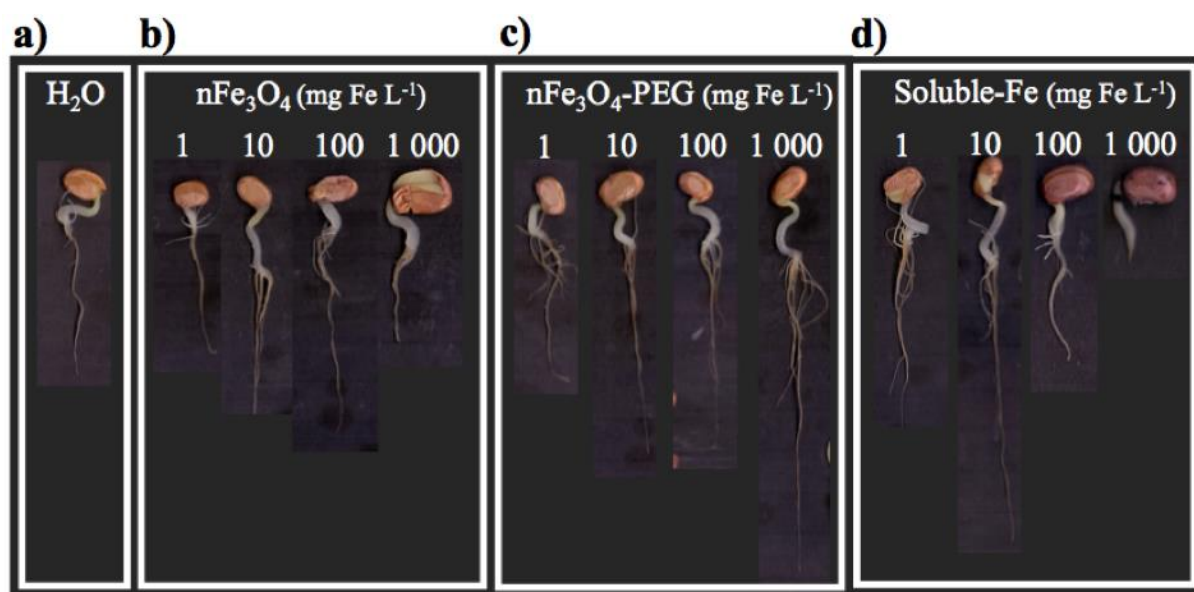 a)
H₂O
b)
nFe₃O₄ (mg Fe L⁻¹)
1 10 100 1 000
c)
nFe₃O₄-PEG (mg Fe L⁻¹)
1 10 100 1 000
d)
Soluble-Fe (mg Fe L⁻¹)
1 10 100 1 000